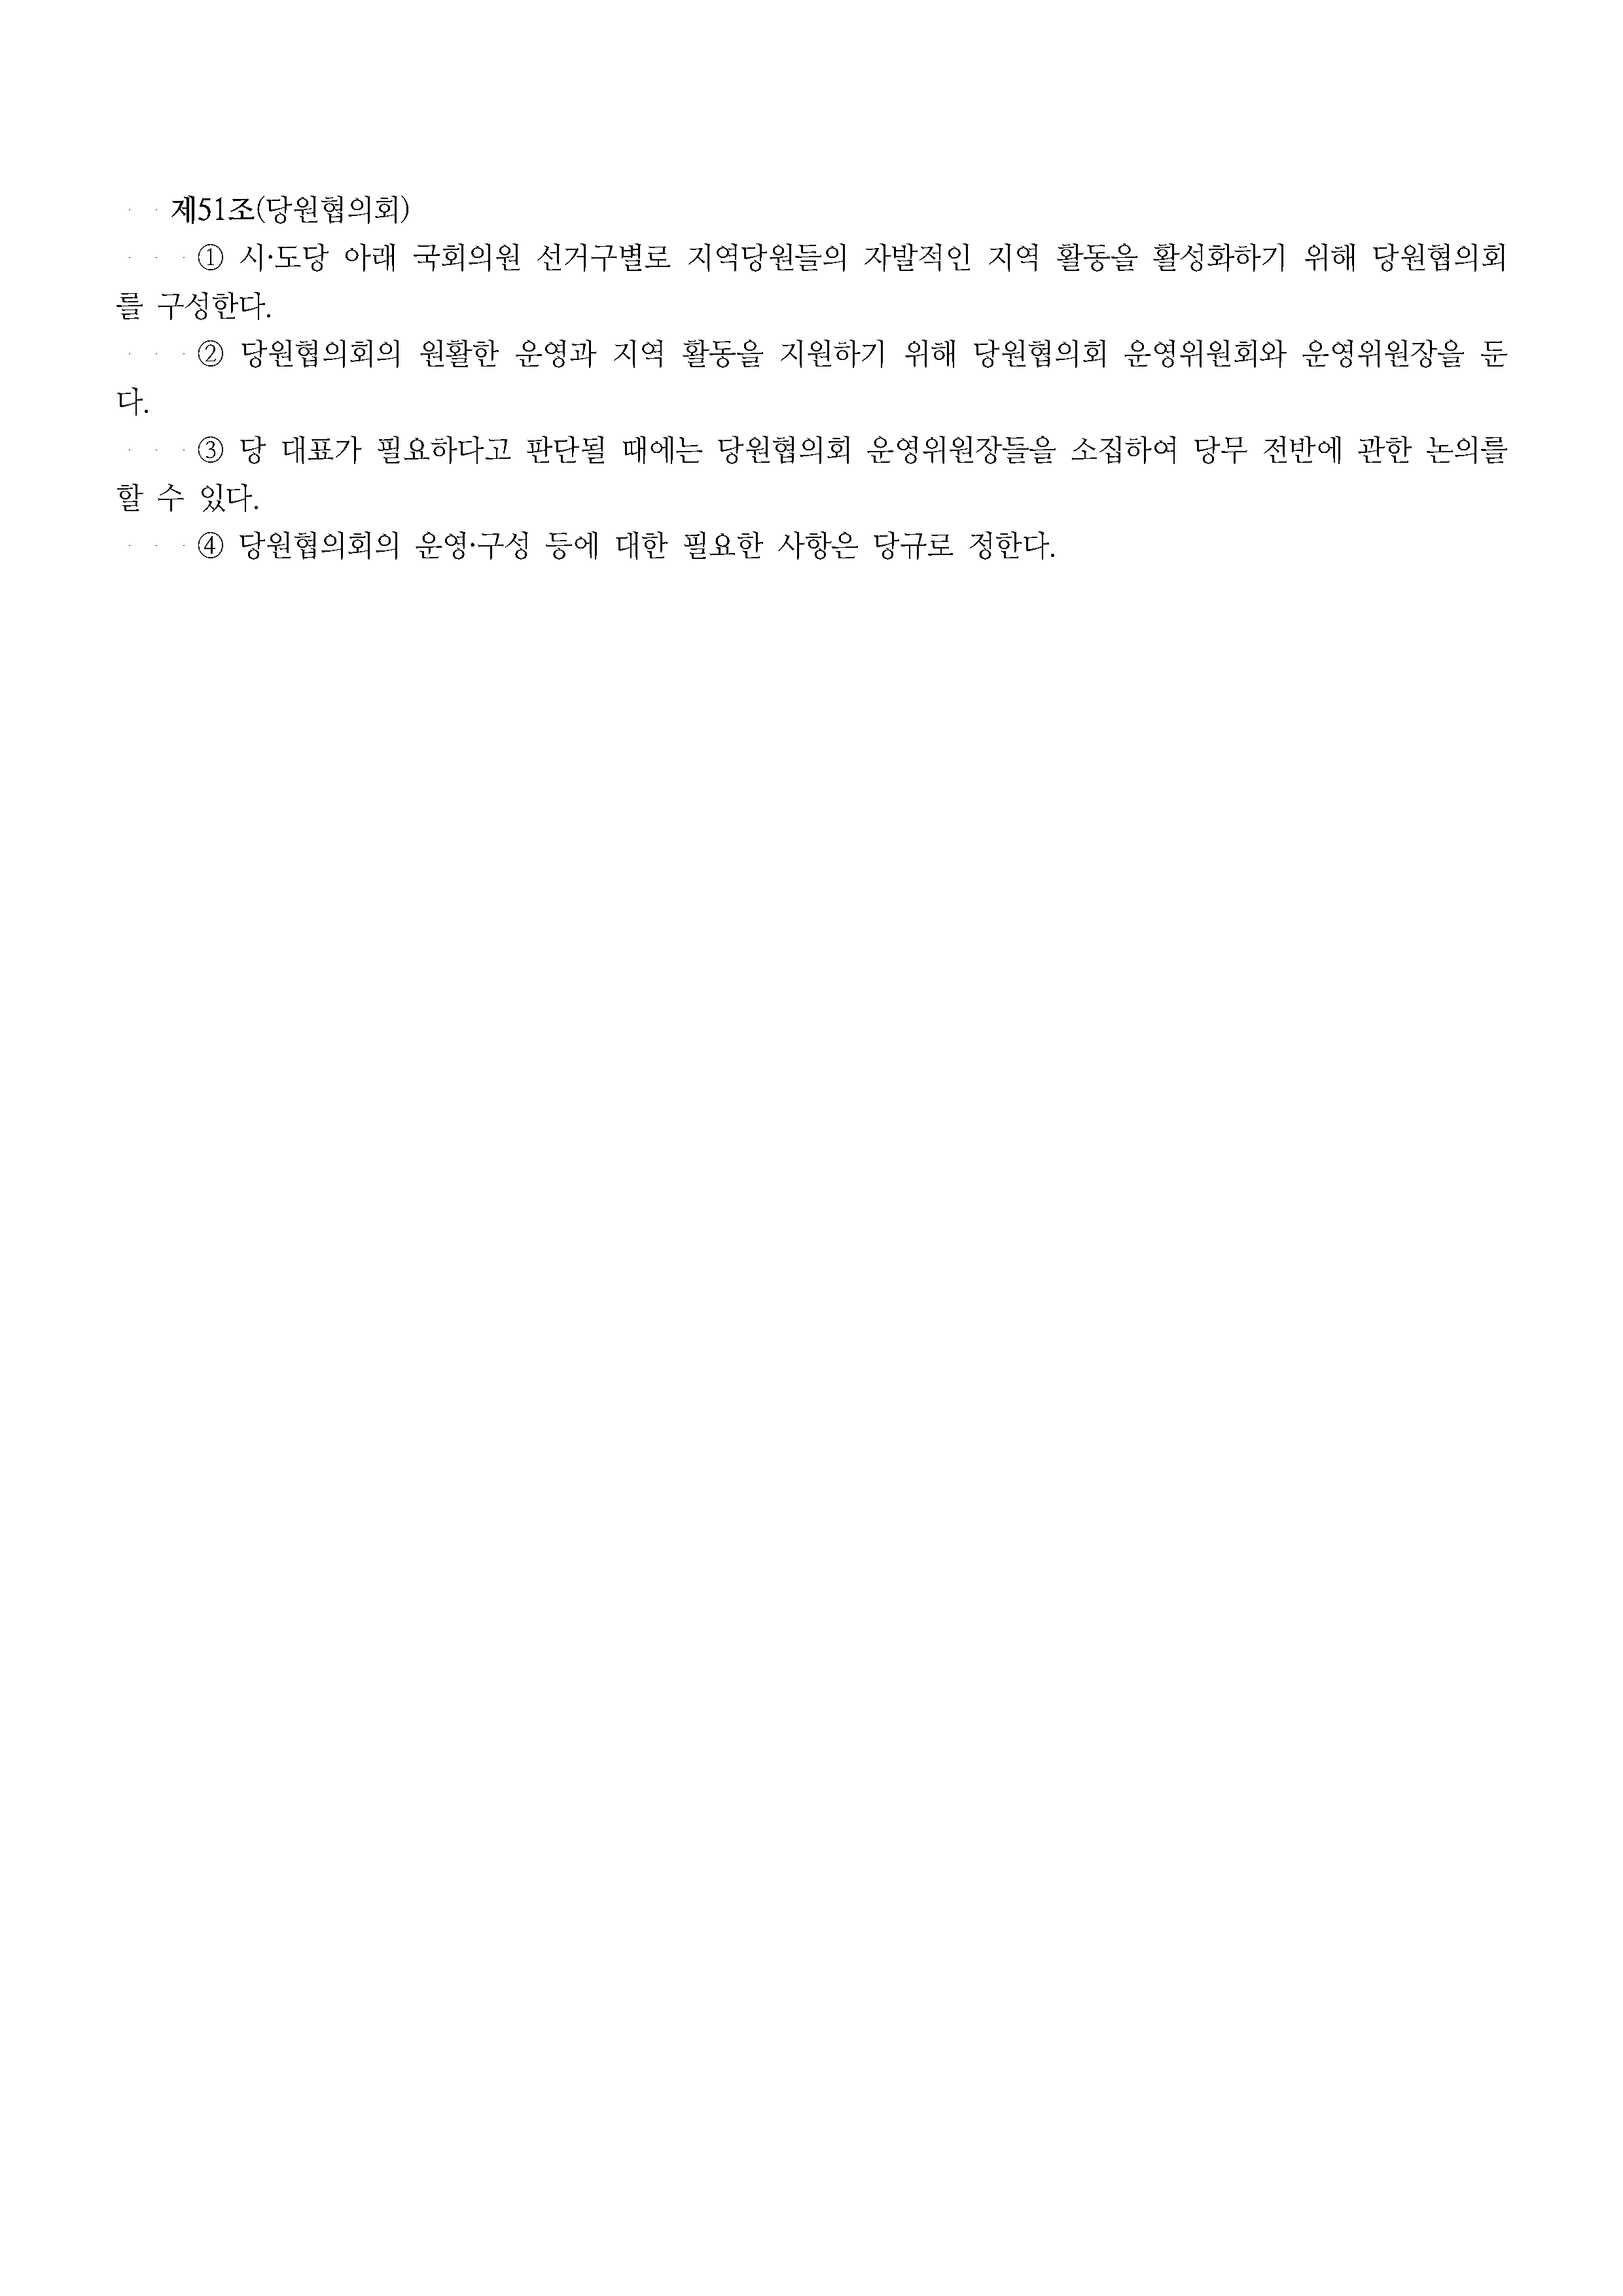 제51조(당원협의회)
① 시·도당 아래 국회의원 선거구별로 지역당원들의 자발적인 지역 활동을 활성화하기 위해 당원협의회
를 구성한다.
② 당원협의회의 원활한 운영과 지역 활동을 지원하기 위해 당원협의회 운영위원회와 운영위원장을 둔
다.
③ 당 대표가 필요하다고 판단될 때에는 당원협의회 운영위원장들을 소집하여 당무 전반에 관한 논의를
할 수 있다.
④ 당원협의회의 운영·구성 등에 대한 필요한 사항은 당규로 정한다.